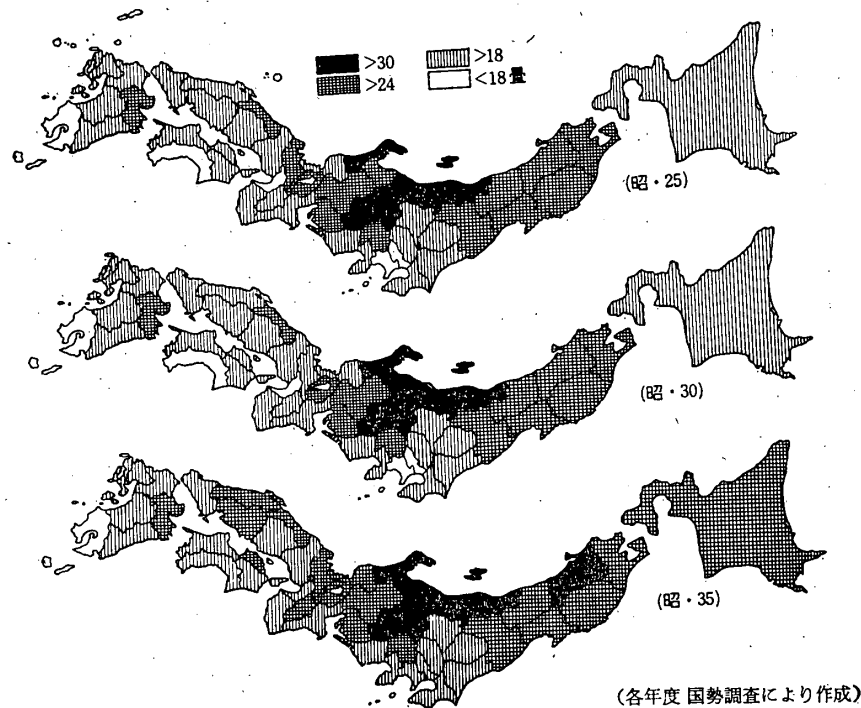 >30 >18
>24 <18畳
(昭・25)
(昭・30)
(昭・35)
(各年度 国勢調査により作成)